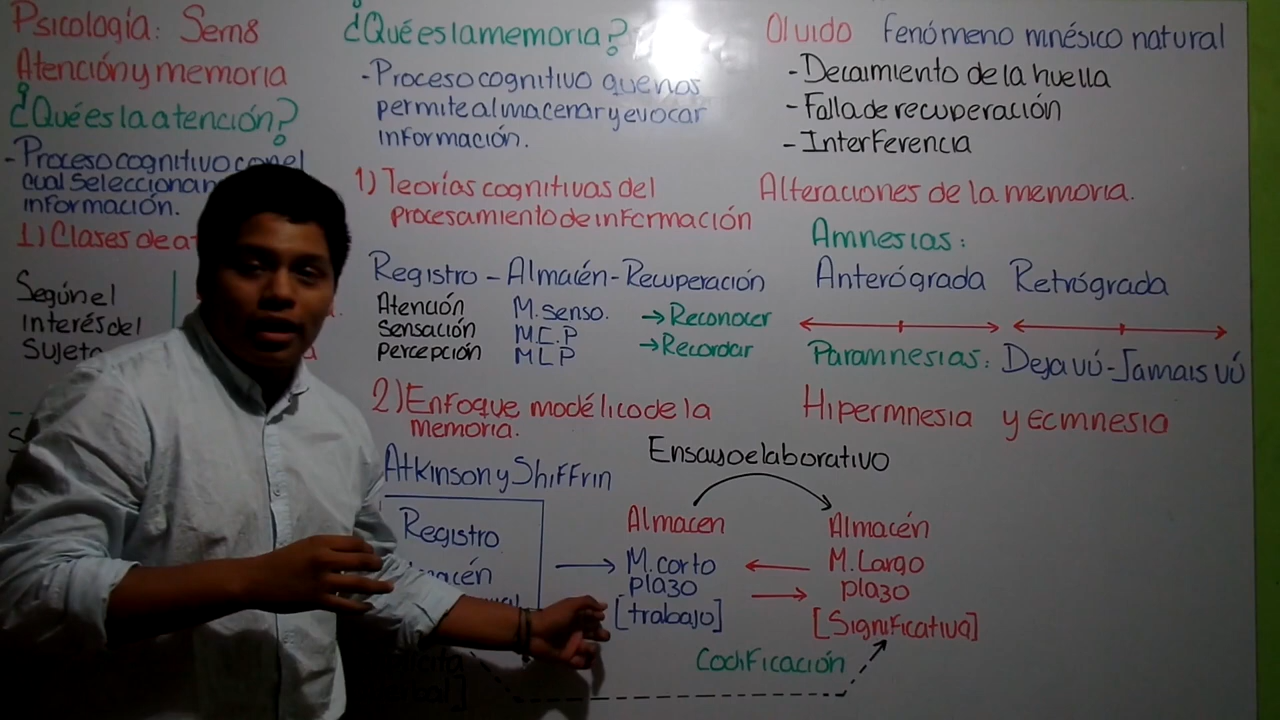 Psicología: Sem8
Atención y memoria
¿Qué es la atención?
- Proceso cognitivo con el
cual
información.
1) Clases de
Según el
interés del
Sujeto
¿Qué es la memoria?
- Proceso cognitivo que nos
permite almacenar y evocar
información.
1) Teorías cognitivas del
procesamiento de información
Registro - Almacén - Recuperación
Atención M. Senso. → Reconocer
Sensación M.C.P → Recordar
Percepción MLP
2) Enfoque modélico de la
memoria.
Atkinson y Shiffrin
Registro
Ensayo elaborativo
Almacen
M. corto
plazo
[trabajo]
Almacén
M. Largo
plazo
[Significativa]
Codificación
Olvido Fenómeno mnésico natural
- Decaimiento de la huella
- Falla de recuperación
- Interferencia
Alteraciones de la memoria.
Amnesias:
Anterógrada Retrógrada
Paramnesias: Deja vú - Jamais vú
Hipermnesia y ecmnesia